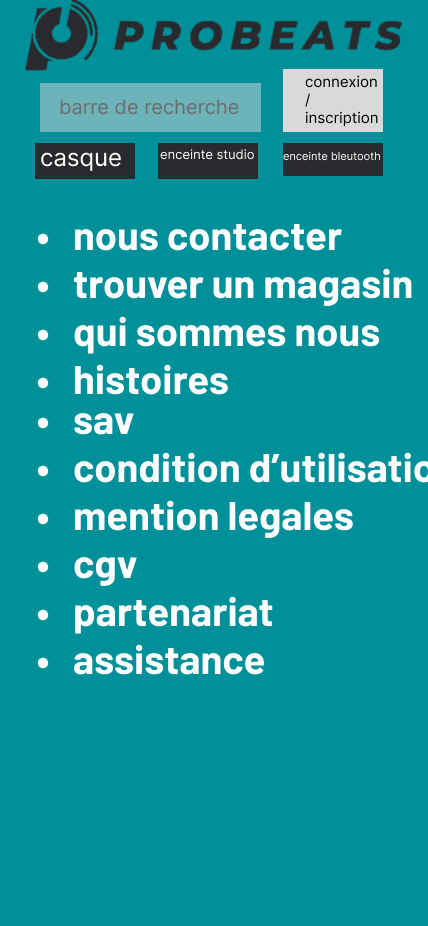 PROBEATS
barre de recherche
connexion
/
inscription
casque
enceinte studio
enceinte bleutooth
• nous contacter
• trouver un magasin
• qui sommes nous
• histoires
• sav
• condition d’utilisatio
• mention legales
• cgv
• partenariat
• assistance